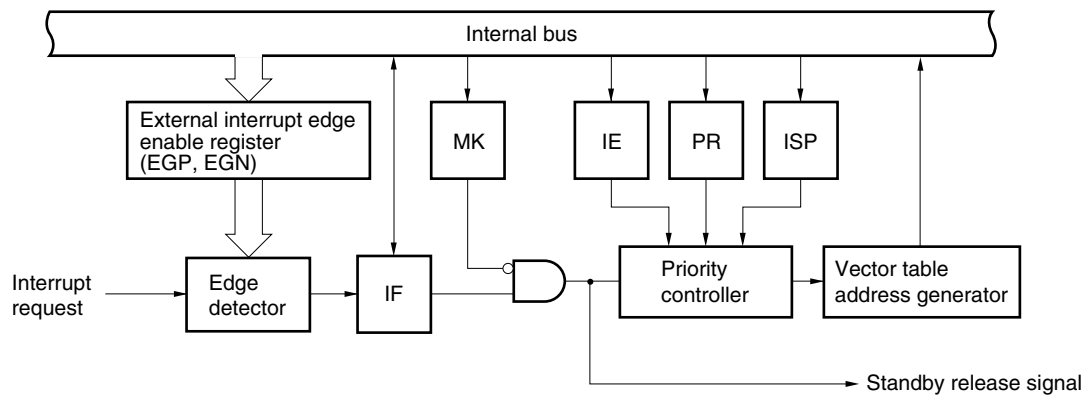 Internal bus
External interrupt edge
enable register
(EGP, EGN)
MK
IE
PR
ISP
Interrupt
request
Edge
detector
IF
Priority
controller
Vector table
address generator
Standby release signal